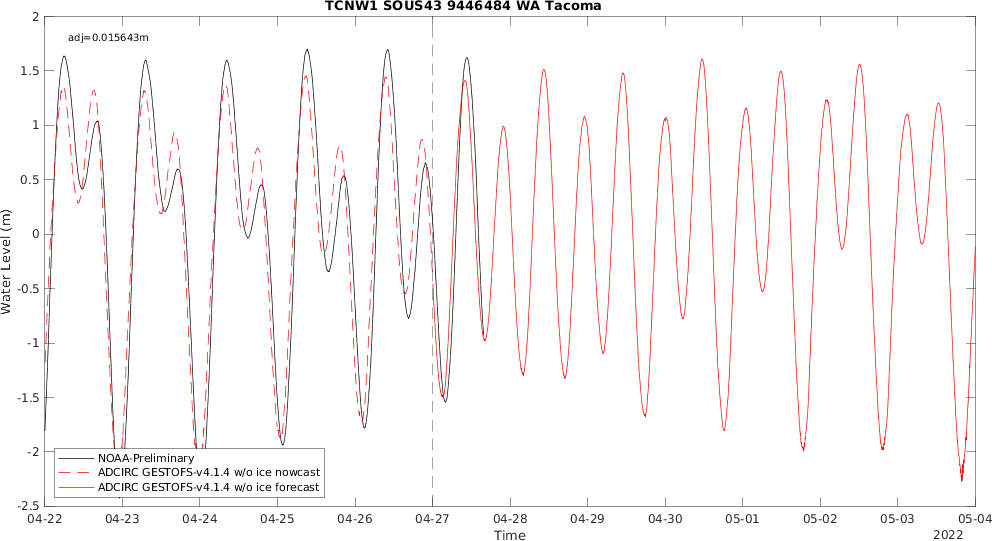 TCNW1 SOUS43 9446484 WA Tacoma
adj=0.015643m
2
1.5
1
0.5
0
-0.5
-1
-1.5
-2
-2.5
Water Level (m)
NOAA-Preliminary
ADCIRC GESTOFS-v4.1.4 w/o ice nowcast
ADCIRC GESTOFS-v4.1.4 w/o ice forecast
04-22 04-23 04-24 04-25 04-26 04-27 04-28 04-29 04-30 05-01 05-02 05-03 05-04
Time
2022